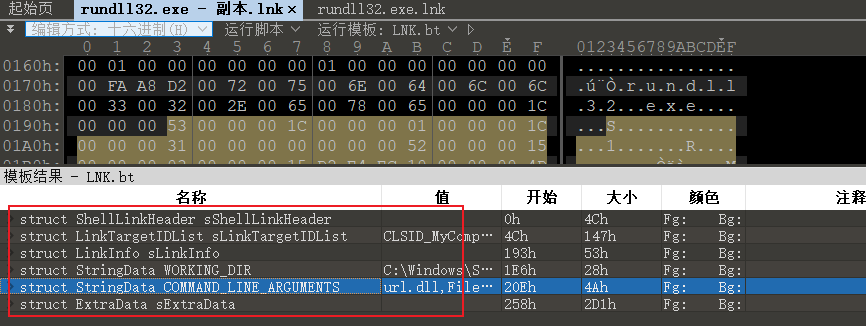 起始页 rundll32.exe - 副本.lnk× rundll32.exe.lnk
编辑方式: 十六进制(H) 运行脚本 运行模板: LNK.bt
0 1 2 3 4 5 6 7 8 9 A B C D E F 0123456789ABCDEF
0160h: 00 01 00 00 00 00 00 00 01 00 00 00 00 00 00 00 ................
0170h: 00 FA A8 D2 00 72 00 75 00 6E 00 64 00 6C 00 6C .ú¨Ò.r.u.n.d.l.l
0180h: 00 33 00 32 00 2E 00 65 00 78 00 65 00 00 00 1C .3.2...e.x.e....
0190h: 00 00 00 53 00 00 00 1C 00 00 00 01 00 00 00 1C ...S............
01A0h: 00 00 00 31 00 00 00 00 00 00 00 52 00 00 00 15 ...1.......R....
模板结果 - LNK.bt
名称 值 开始 大小 颜色 注释
struct ShellLinkHeader sShellLinkHeader 0h 4Ch Fg: Bg:
struct LinkTargetIDList sLinkTargetIDList CLSID_MyComp··· 4Ch 147h Fg: Bg:
struct LinkInfo sLinkInfo 193h 53h Fg: Bg:
struct StringData WORKING_DIR C:\Windows\S··· 1E6h 28h Fg: Bg:
struct StringData COMMAND_LINE_ARGUMENTS url.dll,File··· 20Eh 4Ah Fg: Bg:
struct ExtraData sExtraData 258h 2D1h Fg: Bg: